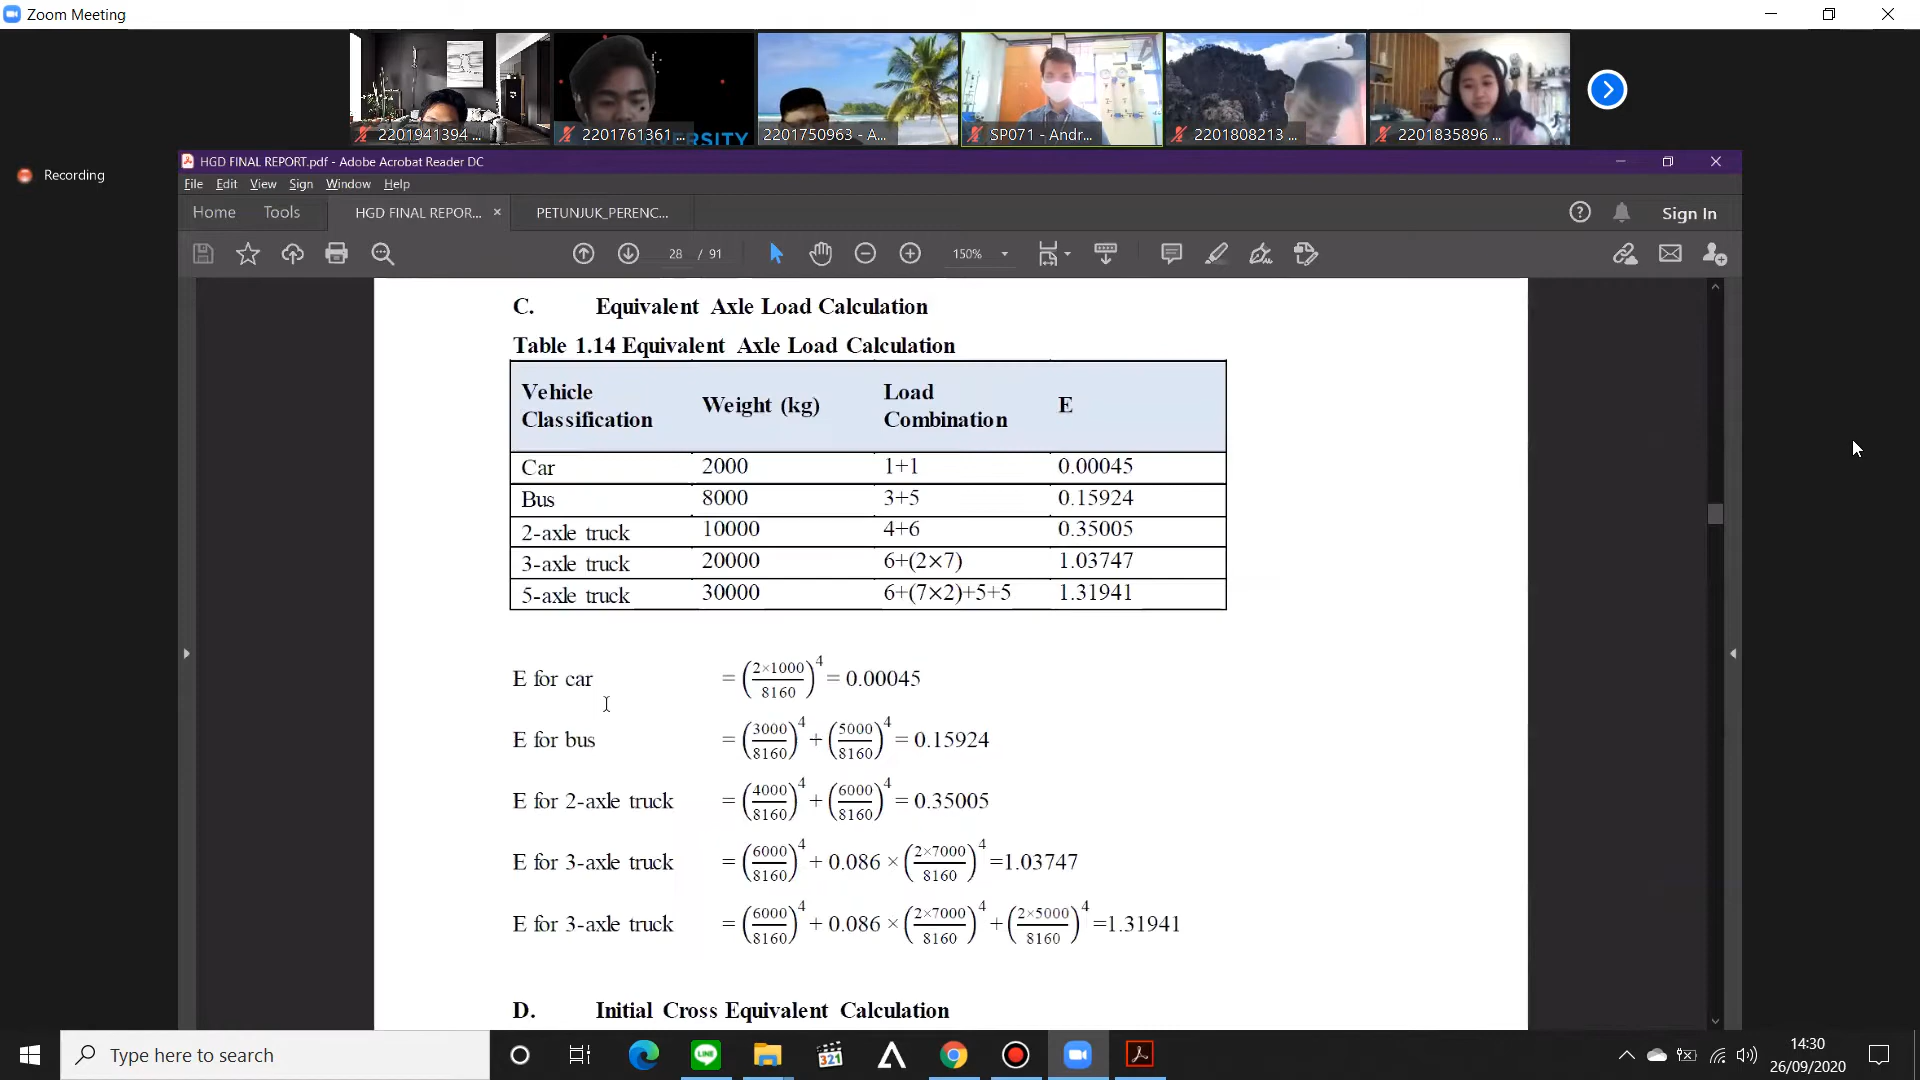 Zoom Meeting
2201941394 ...
2201761361 ...
VERSITY
2201750963 - A...
SP071 - Andr...
2201808213 ...
2201835896 ...
Recording
HGD FINAL REPORT.pdf - Adobe Acrobat Reader DC
File Edit View Sign Window Help
Home Tools HGD FINAL REPOR... × PETUNJUK_PERENC... Sign In
28 / 91 150%
C. Equivalent Axle Load Calculation
Table 1.14 Equivalent Axle Load Calculation
Vehicle Classification Weight (kg) Load Combination E
Car 2000 1+1 0.00045
Bus 8000 3+5 0.15924
2-axle truck 10000 4+6 0.35005
3-axle truck 20000 6+(2×7) 1.03747
5-axle truck 30000 6+(7×2)+5+5 1.31941
E for car = (2×1000/8160)^4 = 0.00045
E for bus = (3000/8160)^4 + (5000/8160)^4 = 0.15924
E for 2-axle truck = (4000/8160)^4 + (6000/8160)^4 = 0.35005
E for 3-axle truck = (6000/8160)^4 + 0.086 × (2×7000/8160)^4 =1.03747
E for 3-axle truck = (6000/8160)^4 + 0.086 × (2×7000/8160)^4 + (2×5000/8160)^4 =1.31941
D. Initial Cross Equivalent Calculation
Type here to search
321
14:30
26/09/2020